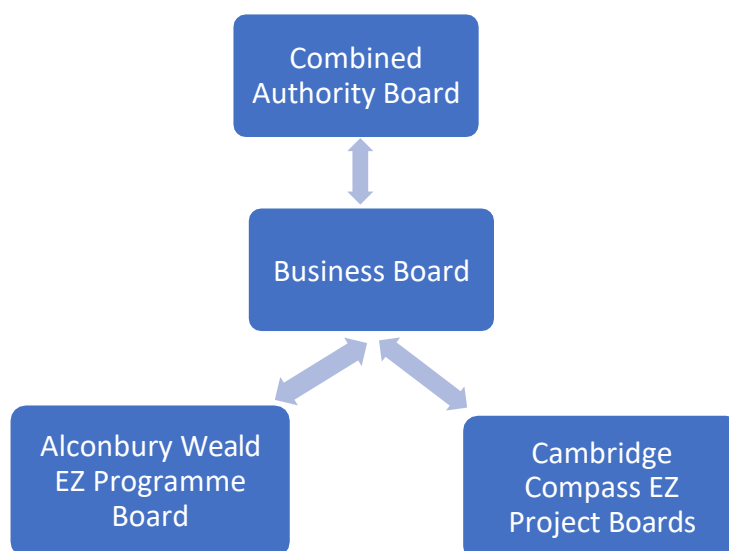 Combined
Authority Board
Business Board
Alconbury Weald
EZ Programme
Board
Cambridge
Compass EZ
Project Boards